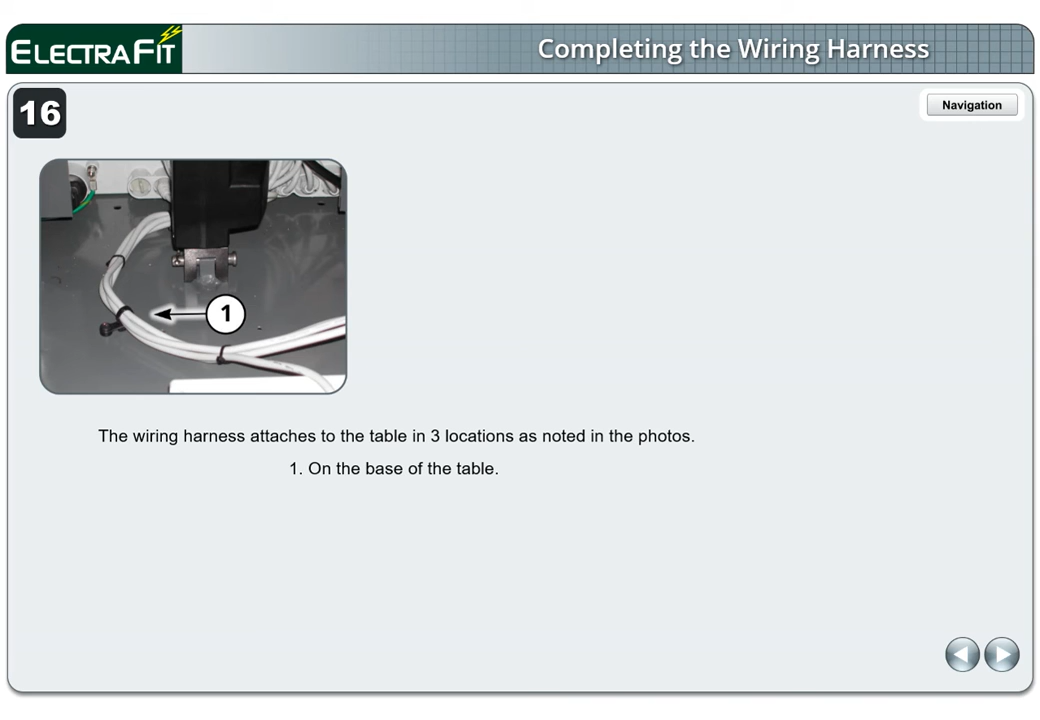 ELECTRAFIT
Completing the Wiring Harness
16
Navigation
1
The wiring harness attaches to the table in 3 locations as noted in the photos.
1. On the base of the table.